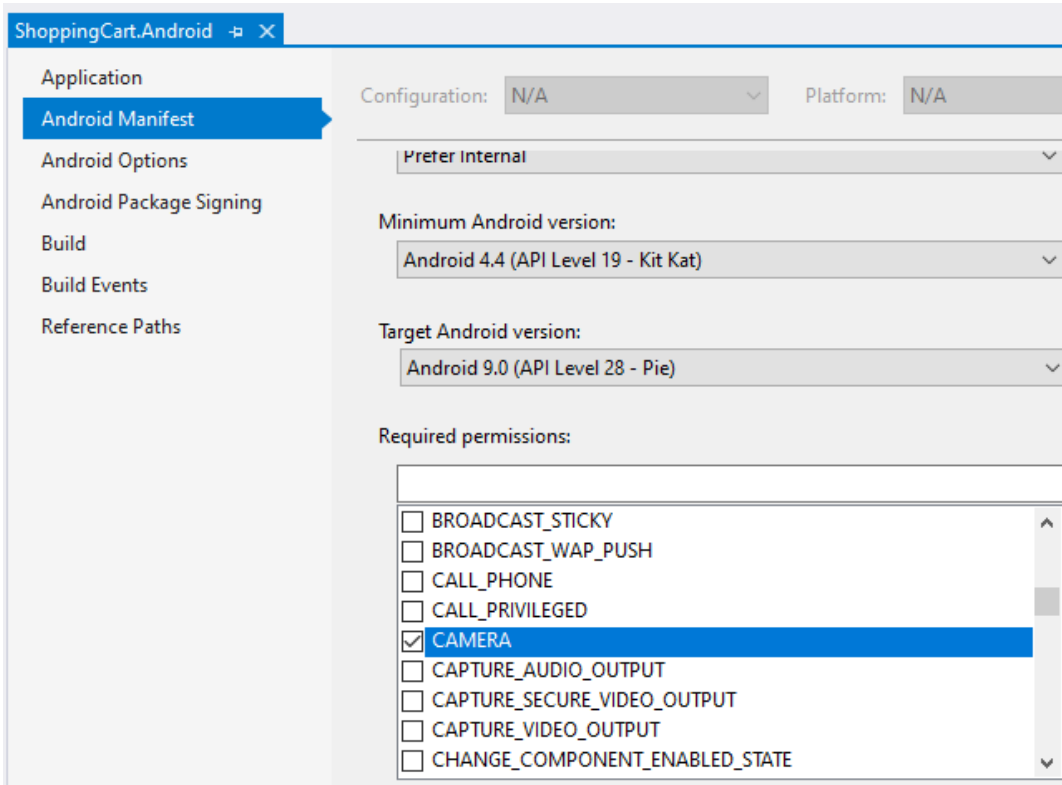 ShoppingCart.Android
Application
Android Manifest
Android Options
Android Package Signing
Build
Build Events
Reference Paths
Configuration: N/A Platform: N/A
Prefer Internal
Minimum Android version:
Android 4.4 (API Level 19 - Kit Kat)
Target Android version:
Android 9.0 (API Level 28 - Pie)
Required permissions:
BROADCAST_STICKY
BROADCAST_WAP_PUSH
CALL_PHONE
CALL_PRIVILEGED
CAMERA
CAPTURE_AUDIO_OUTPUT
CAPTURE_SECURE_VIDEO_OUTPUT
CAPTURE_VIDEO_OUTPUT
CHANGE_COMPONENT_ENABLED_STATE